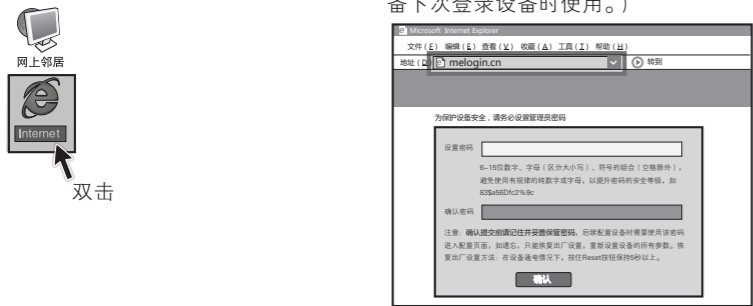 网上邻居
Internet
双击
备下次登录设备时使用。)
Microsoft Internet Explorer
文件(F) 编辑(E) 查看(V) 收藏(A) 工具(T) 帮助(H)
地址(D) melogin.cn 转到
为保护设备安全，请务必设置管理员密码
设置密码
6-15位数字、字母（区分大小写）、符号的组合（空格除外），
避免使用有规律的纯数字或字母，以提升密码的安全等级，如
83$a56Dfc2%9c
确认密码
注意：确认提交前请记住并妥善保管密码，后续配置设备时需要使用该密码
进入配置页面，如遗忘，只能恢复出厂设置，重新设置设备的所有参数。恢
复出厂设置方法：在设备通电情况下，按住Reset按钮保持5秒以上。
确认